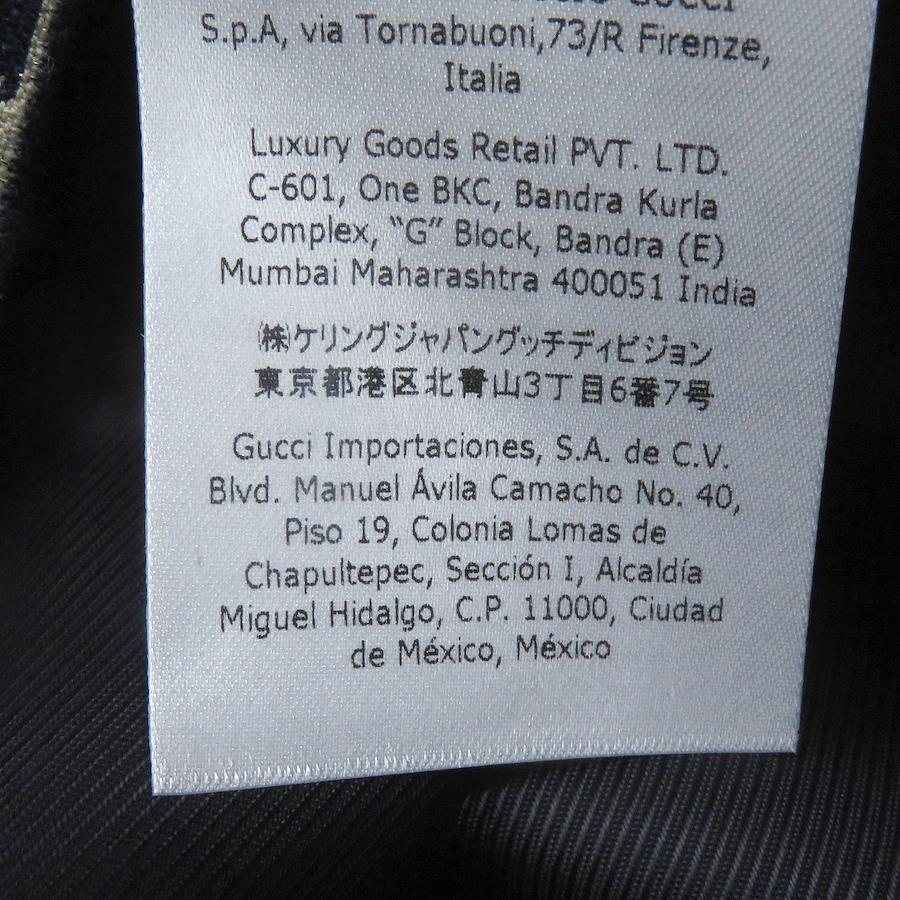 GUCCI
S.p.A, via Tornabuoni,73/R Firenze,
Italia
Luxury Goods Retail PVT. LTD.
C-601, One BKC, Bandra Kurla
Complex, “G” Block, Bandra (E)
Mumbai Maharashtra 400051 India
㈱ケリングジャパングッチディビジョン
東京都港区北青山3丁目6番7号
Gucci Importaciones, S.A. de C.V.
Blvd. Manuel Ávila Camacho No. 40,
Piso 19, Colonia Lomas de
Chapultepec, Sección I, Alcaldía
Miguel Hidalgo, C.P. 11000, Ciudad
de México, México